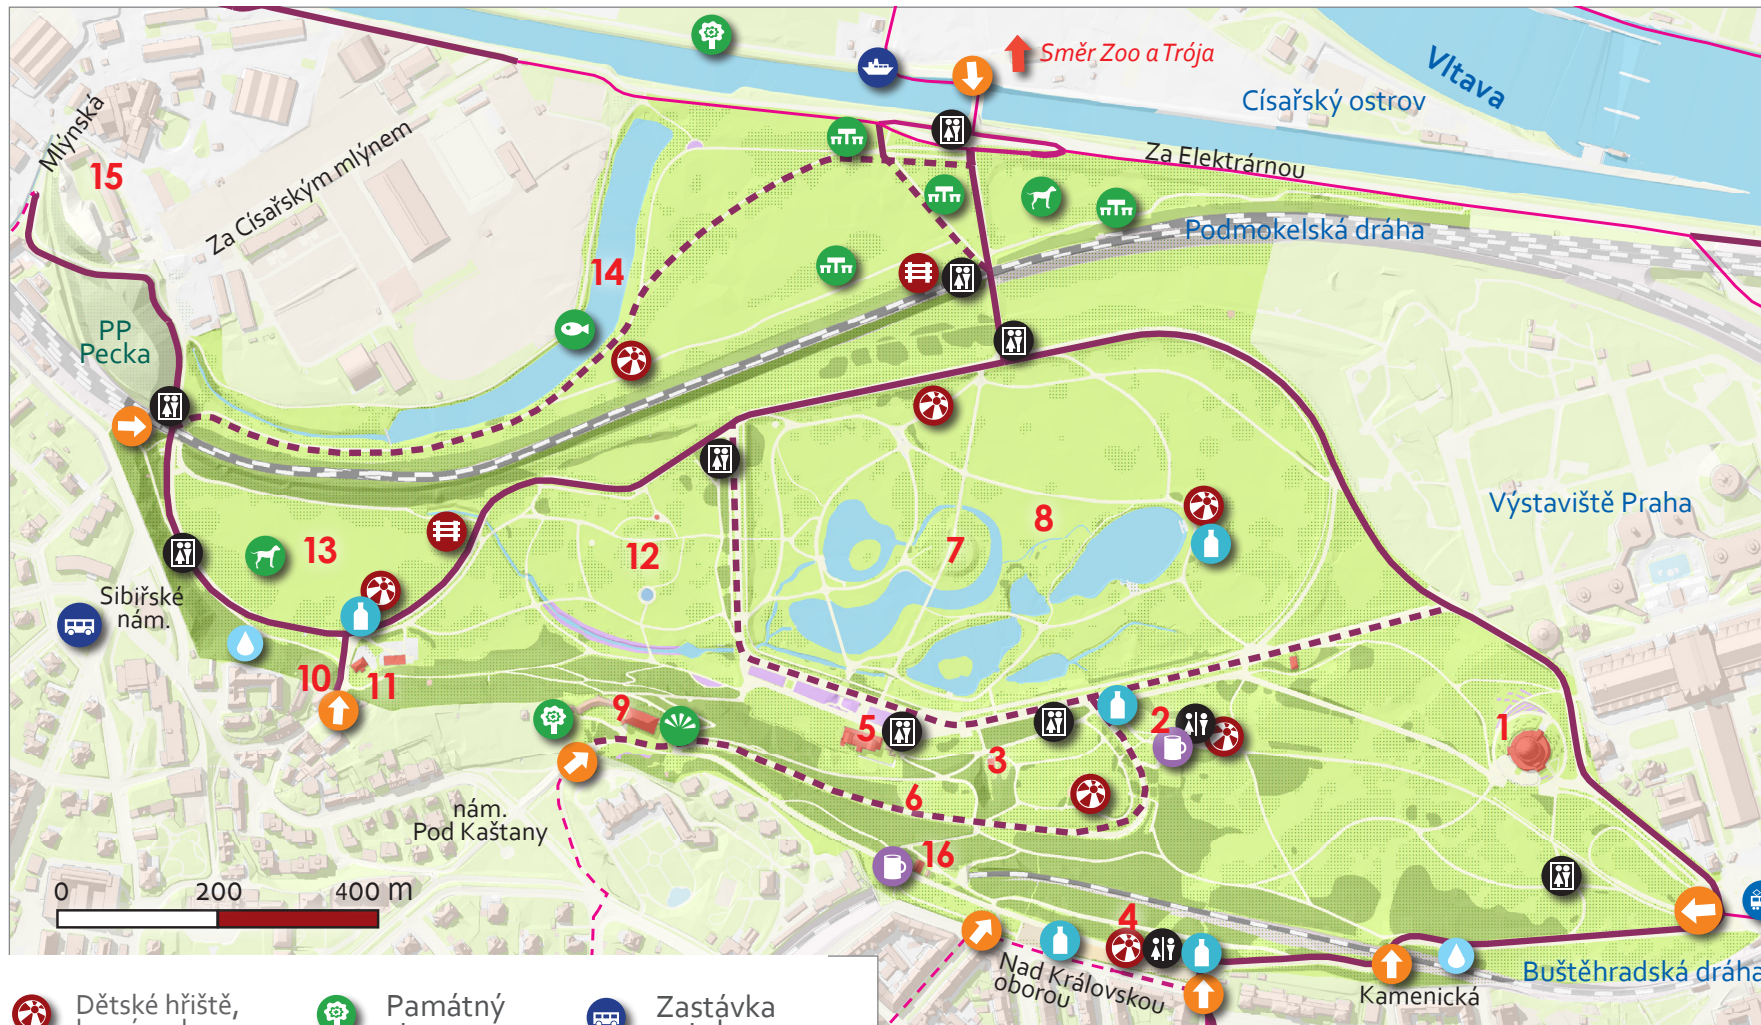 Směr Zoo a Trója
Vltava
Císařský ostrov
Mlýnská
Za Elektrárnou
15
Za Císařským mlýnem
Podmokelská dráha
14
PP
Pecka
Výstaviště Praha
8
7
13
12
Sibiřské
nám.
10
11
9
5
2
1
3
6
nám.
Pod Kaštany
16
0 200 400 m
4
Nad Královskou
oborou
Buštěhradská dráha
Kamenická
Dětské hřiště,
Památný
Zastávka